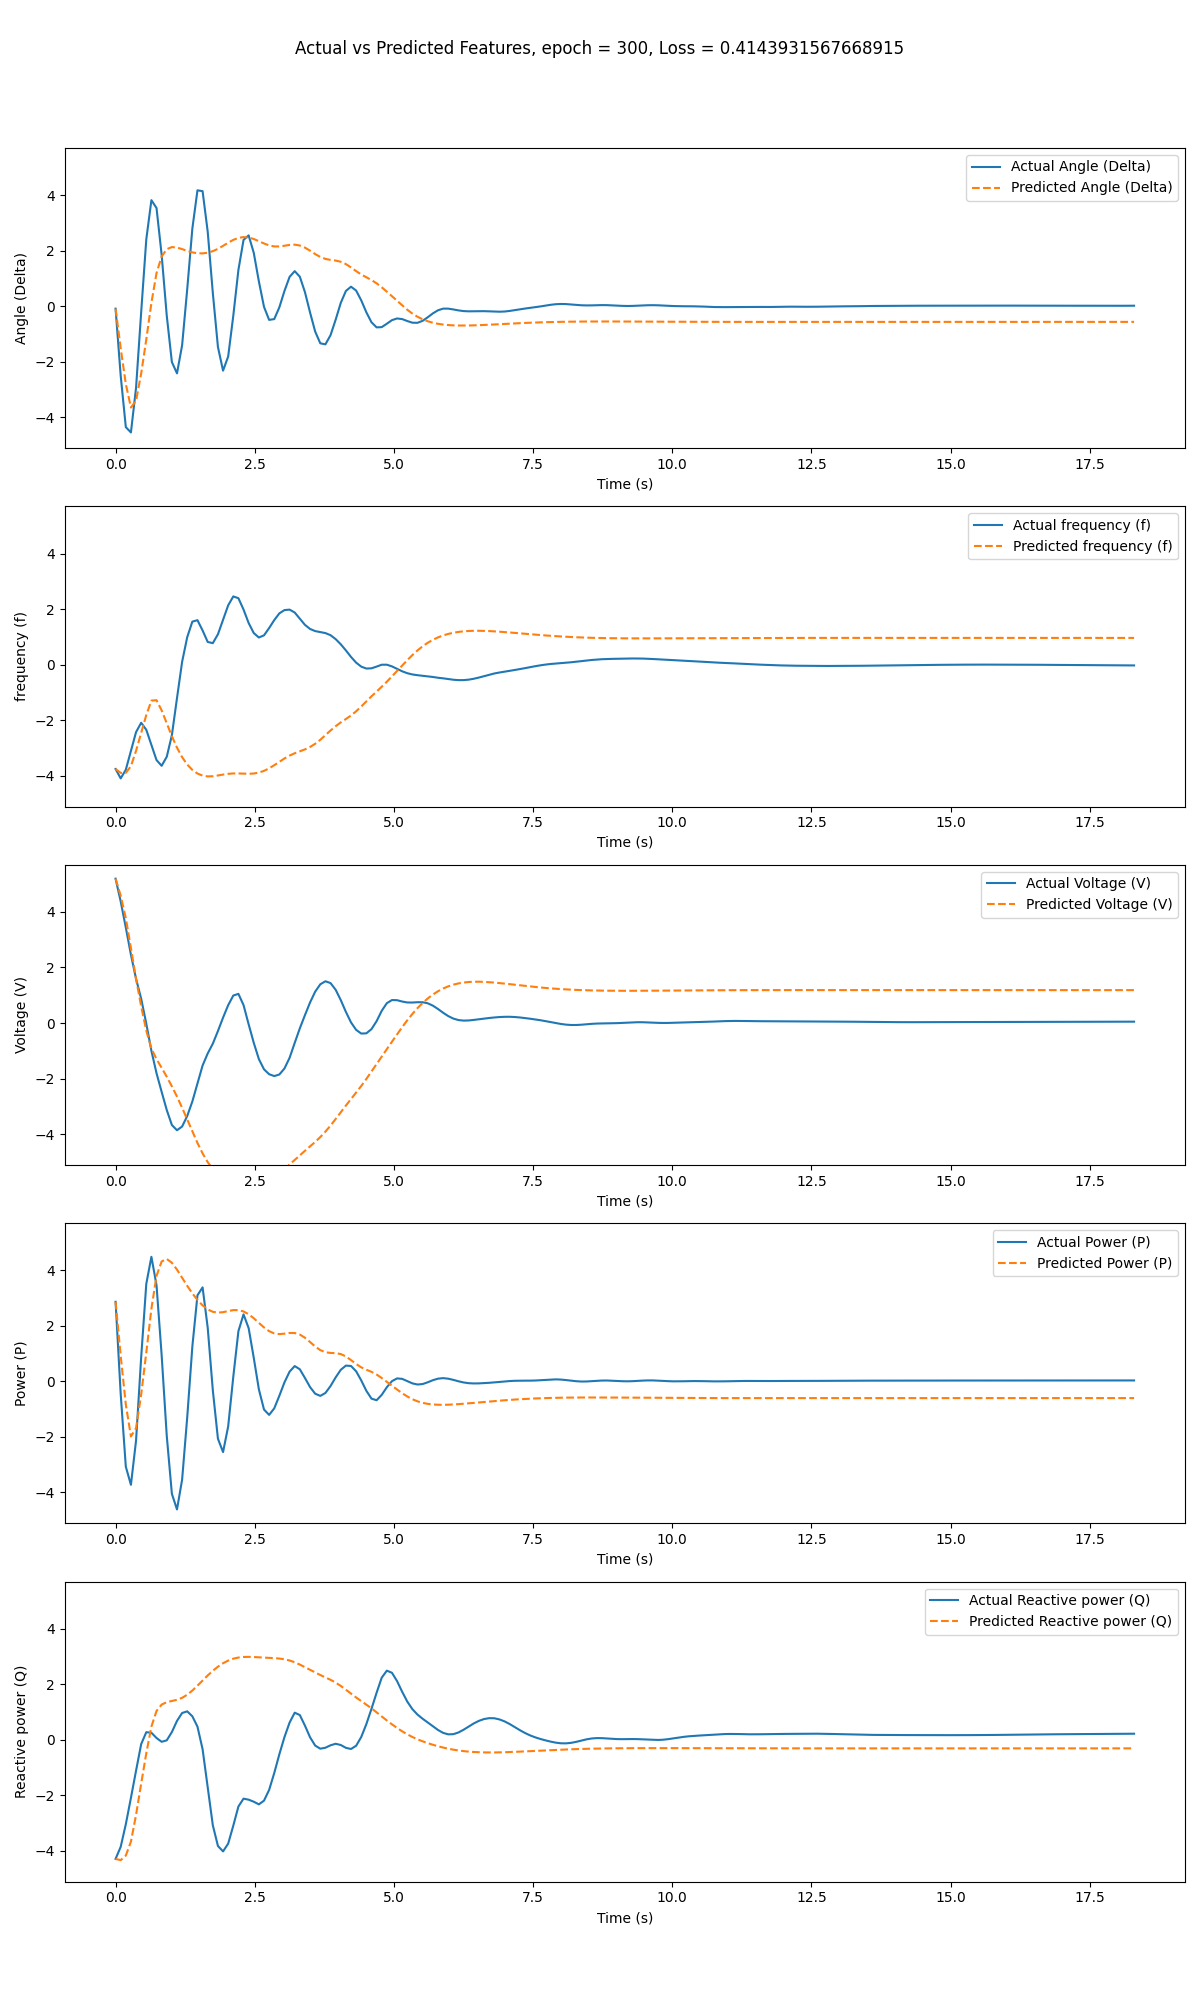 Actual vs Predicted Features, epoch = 300, Loss = 0.4143931567668915
Actual Angle (Delta)
Predicted Angle (Delta)
Angle (Delta)
4
2
0
−2
−4
0.0 2.5 5.0 7.5 10.0 12.5 15.0 17.5
Time (s)
Actual frequency (f)
Predicted frequency (f)
frequency (f)
4
2
0
−2
−4
0.0 2.5 5.0 7.5 10.0 12.5 15.0 17.5
Time (s)
Actual Voltage (V)
Predicted Voltage (V)
Voltage (V)
4
2
0
−2
−4
0.0 2.5 5.0 7.5 10.0 12.5 15.0 17.5
Time (s)
Actual Power (P)
Predicted Power (P)
Power (P)
4
2
0
−2
−4
0.0 2.5 5.0 7.5 10.0 12.5 15.0 17.5
Time (s)
Actual Reactive power (Q)
Predicted Reactive power (Q)
Reactive power (Q)
4
2
0
−2
−4
0.0 2.5 5.0 7.5 10.0 12.5 15.0 17.5
Time (s)